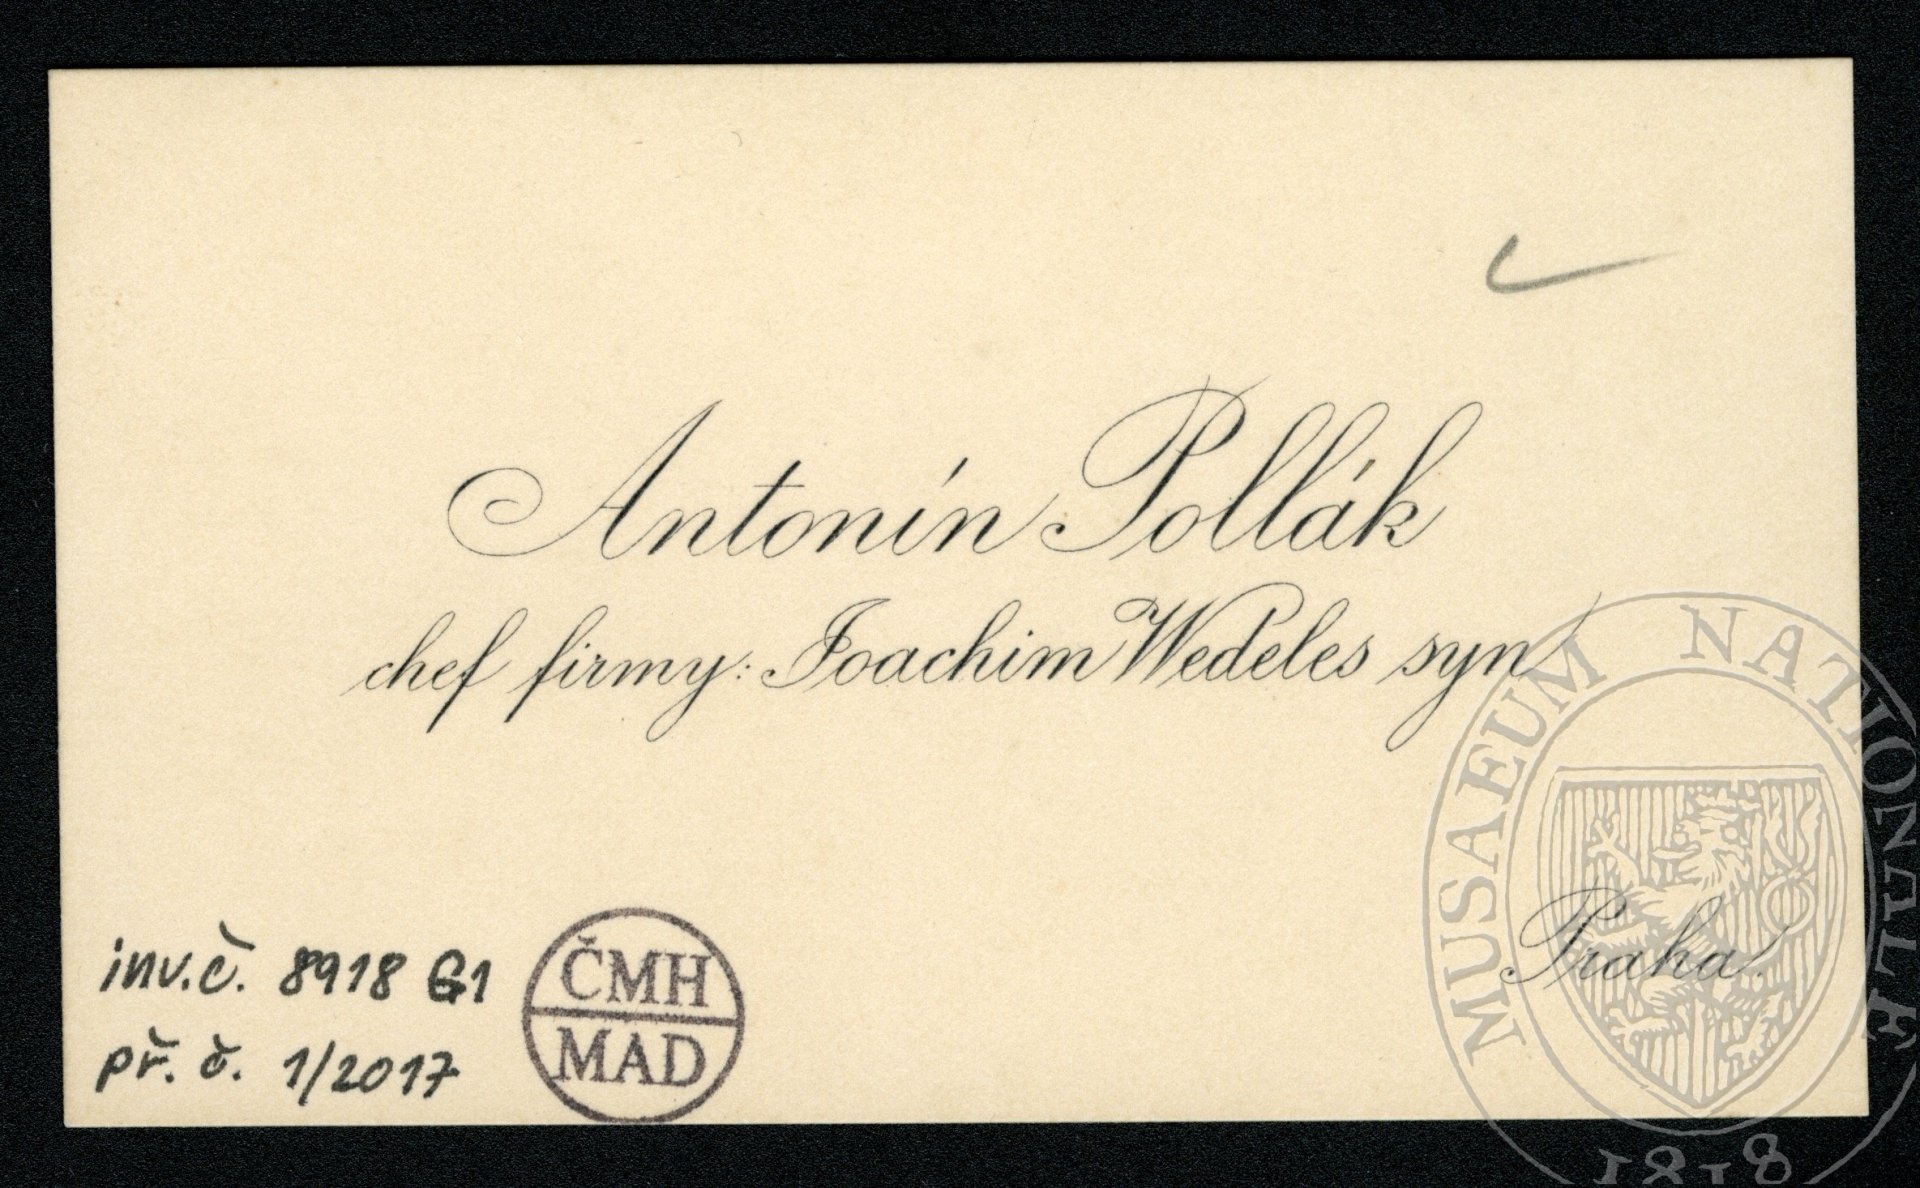 Antonín Pollák
chef firmy: Joachim Wedeles syn
Praha.
inv.č. 8918 G1
př. č. 1/2017
ČMH
MAD
MUSAEUM NATIONALE
1818